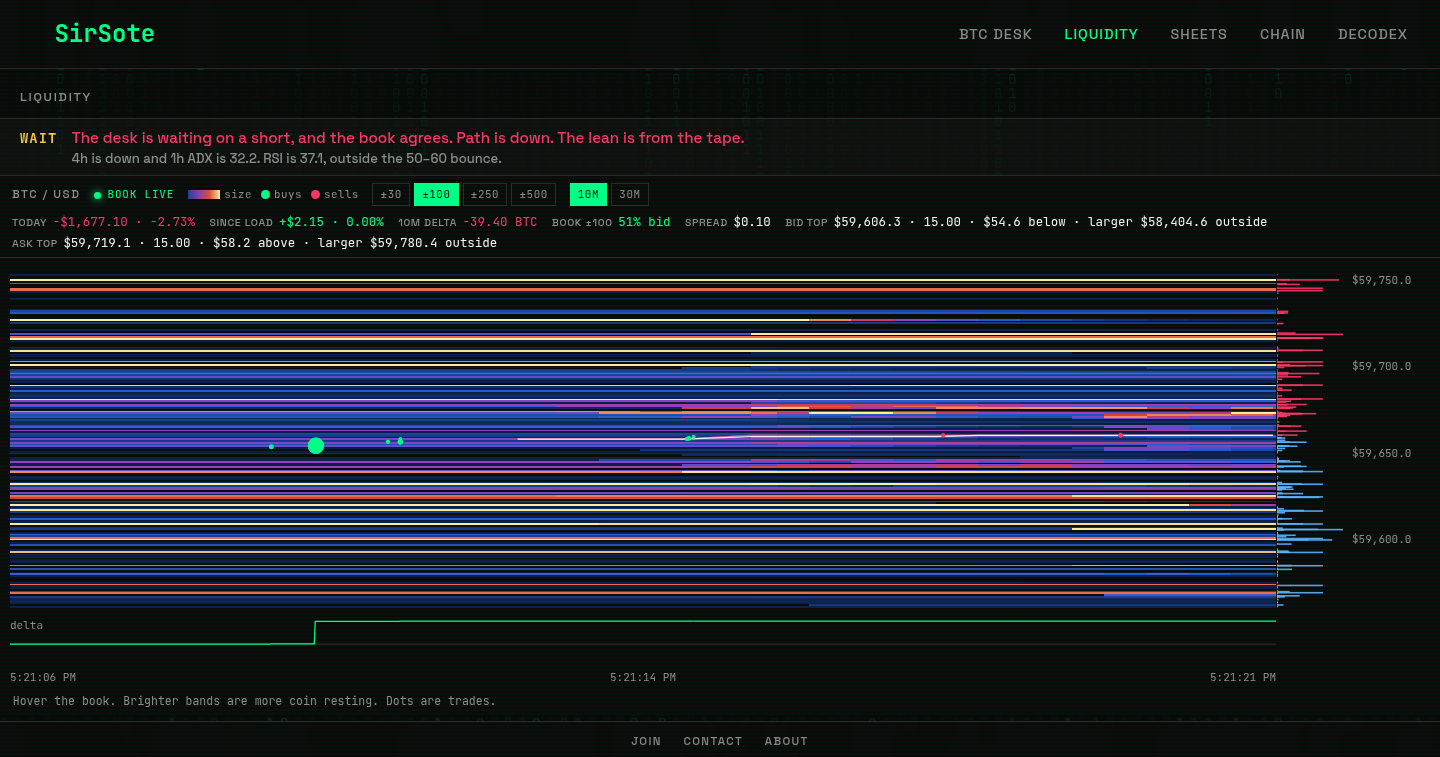 SirSote
BTC DESK LIQUIDITY SHEETS CHAIN DECODEX
LIQUIDITY
WAIT The desk is waiting on a short, and the book agrees. Path is down. The lean is from the tape.
4h is down and 1h ADX is 32.2. RSI is 37.1, outside the 50–60 bounce.
BTC / USD BOOK LIVE size buys sells ±30 ±100 ±250 ±500 10M 30M
TODAY -$1,677.10 · -2.73% SINCE LOAD +$2.15 · 0.00% 10M DELTA -39.40 BTC BOOK ±100 51% bid SPREAD $0.10 BID TOP $59,606.3 · 15.00 · $54.6 below · larger $58,404.6 outside
ASK TOP $59,719.1 · 15.00 · $58.2 above · larger $59,780.4 outside
$59,750.0
$59,700.0
$59,650.0
$59,600.0
delta
5:21:06 PM 5:21:14 PM 5:21:21 PM
Hover the book. Brighter bands are more coin resting. Dots are trades.
JOIN CONTACT ABOUT